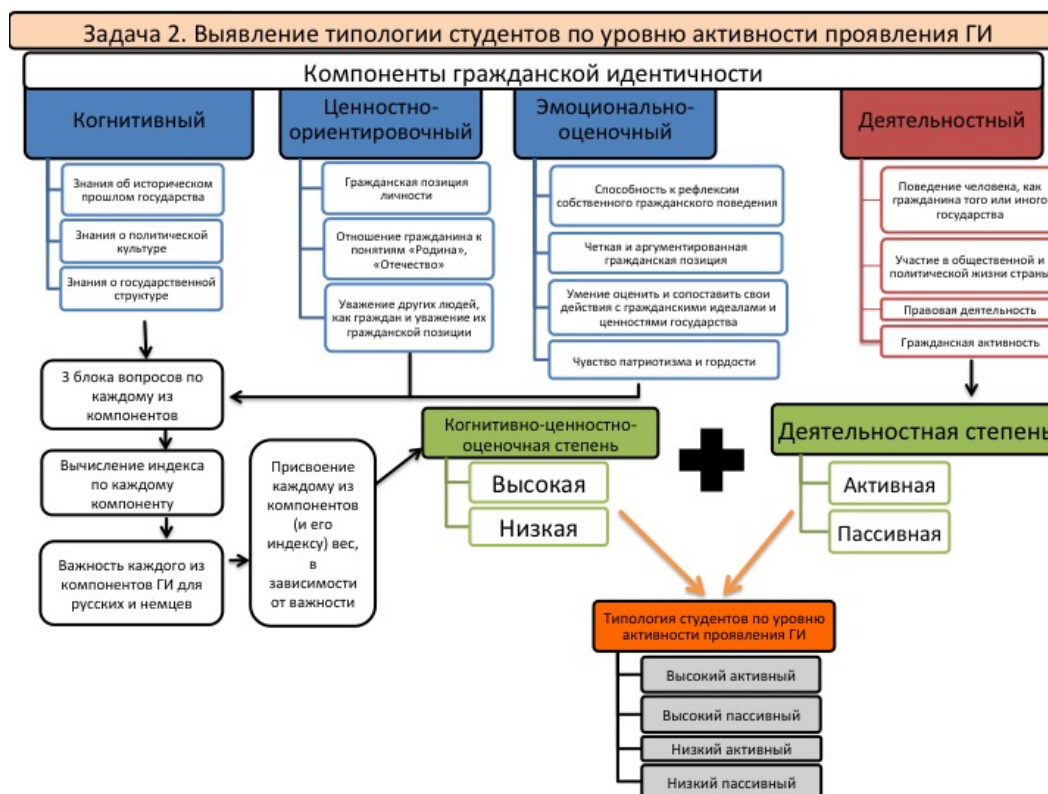 Задача 2. Выявление типологии студентов по уровню активности проявления ГИ
Компоненты гражданской идентичности
Когнитивный
Знания об историческом
прошлом государства
Знания о политической
культуре
Знания о государственной
структуре
Ценностно-
ориентировочный
Гражданская позиция
личности
Отношение гражданина к
понятиям «Родина»,
«Отечество»
Уважение других людей,
как граждан и уважение их
гражданской позиции
Эмоционально-
оценочный
Способность к рефлексии
собственного гражданского
поведения
Четкая и аргументированная
гражданская позиция
Умение оценить и сопоставить свои
действия с гражданскими идеалами и
ценностями государства
Чувство патриотизма и гордости
Деятельностный
Поведение человека, как
гражданина того или иного
государства
Участие в общественной и
политической жизни страны
Правовая деятельность
Гражданская активность
3 блока вопросов по
каждому из
компонентов
Вычисление индекса
по каждому
компоненту
Важность каждого из
компонентов ГИ для
русских и немцев
Присвоение
каждому из
компонентов
(и его
индексу) вес,
в
зависимости
от важности
Когнитивно-ценностно-
оценочная степень
Высокая
Низкая
Деятельностная степень
Активная
Пассивная
Типология студентов по уровню
активности проявления ГИ
Высокий активный
Высокий пассивный
Низкий активный
Низкий пассивный